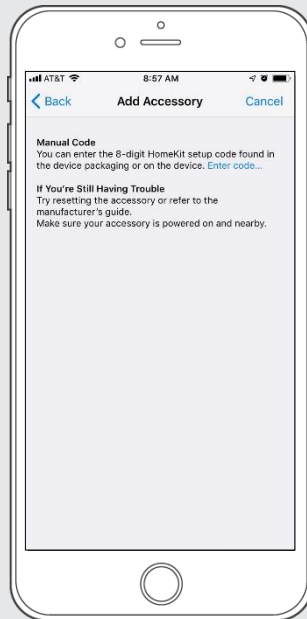 AT&T 8:57 AM
Back Add Accessory Cancel
Manual Code
You can enter the 8-digit HomeKit setup code found in
the device packaging or on the device. Enter code...
If You're Still Having Trouble
Try resetting the accessory or refer to the
manufacturer's guide.
Make sure your accessory is powered on and nearby.